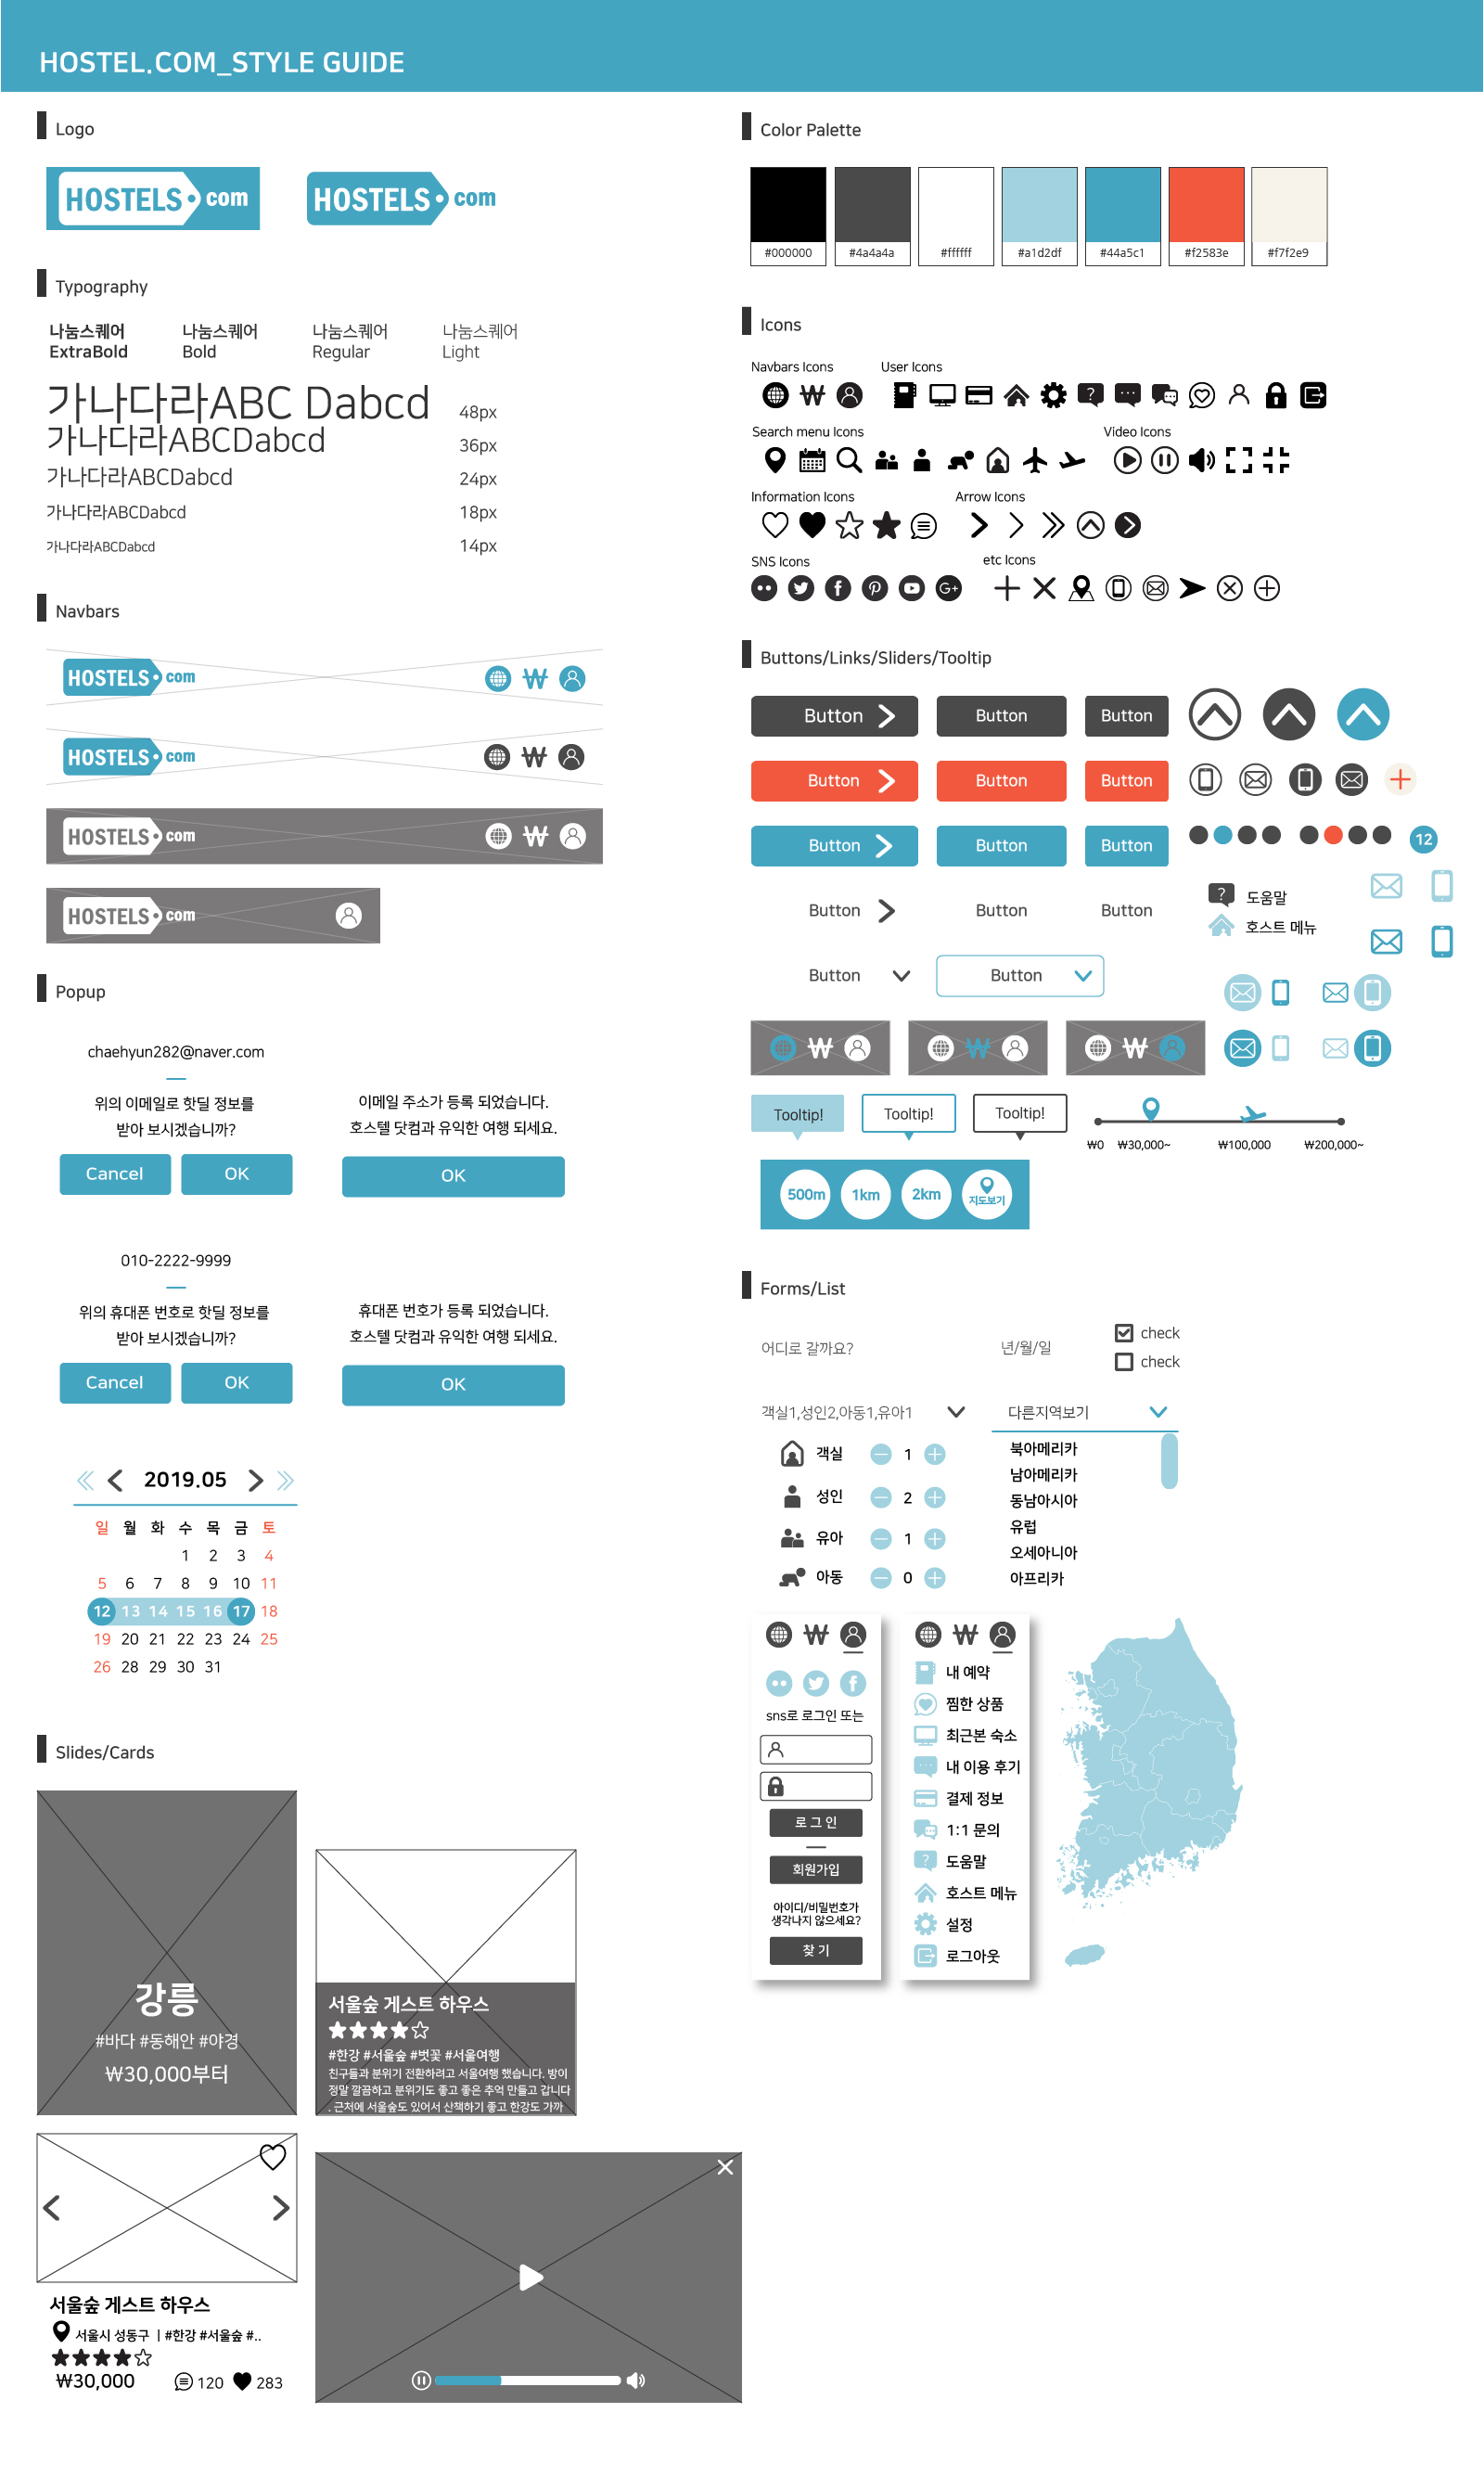 HOSTEL.COM_STYLE GUIDE
Logo
HOSTELS.com
HOSTELS.com
Typography
나눔스퀘어 ExtraBold
나눔스퀘어 Bold
나눔스퀘어 Regular
나눔스퀘어 Light
가나다라ABC Dabcd 48px
가나다라ABCDabcd 36px
가나다라ABCDabcd 24px
가나다라ABCDabcd 18px
가나다라ABCDabcd 14px
Navbars
HOSTELS.com ₩
HOSTELS.com ₩
HOSTELS.com ₩
HOSTELS.com
Popup
chaehyun282@naver.com
위의 이메일로 핫딜 정보를
받아 보시겠습니까?
Cancel OK
이메일 주소가 등록 되었습니다.
호스텔 닷컴과 유익한 여행 되세요.
OK
010-2222-9999
위의 휴대폰 번호로 핫딜 정보를
받아 보시겠습니까?
Cancel OK
휴대폰 번호가 등록 되었습니다.
호스텔 닷컴과 유익한 여행 되세요.
OK
2019.05
일 월 화 수 목 금 토
1 2 3 4
5 6 7 8 9 10 11
12 13 14 15 16 17 18
19 20 21 22 23 24 25
26 28 29 30 31
Slides/Cards
강릉
#바다 #동해안 #야경
₩30,000부터
서울숲 게스트 하우스
#한강 #서울숲 #벗꽃 #서울여행
친구들과 분위기 전환하려고 서울여행 했습니다. 방이
정말 깔끔하고 분위기도 좋고 좋은 추억 만들고 갑니다
. 근처에 서울숲도 있어서 산책하기 좋고 한강도 가까
서울숲 게스트 하우스
서울시 성동구 | #한강 #서울숲 #..
₩30,000 120 283
Color Palette
#000000 #4a4a4a #ffffff #a1d2df #44a5c1 #f2583e #f7f2e9
Icons
Navbars Icons User Icons
₩ ?
Search menu Icons Video Icons
Information Icons Arrow Icons
SNS Icons etc Icons
f G+
Buttons/Links/Sliders/Tooltip
Button Button Button
Button Button Button
Button Button Button
12
Button Button Button
? 도움말
호스트 메뉴
Button Button
₩ ₩ ₩
Tooltip! Tooltip! Tooltip!
₩0 ₩30,000~ ₩100,000 ₩200,000~
500m 1km 2km 지도보기
Forms/List
어디로 갈까요? 년/월/일
check
check
객실1,성인2,아동1,유아1
객실 1
성인 2
유아 1
아동 0
다른지역보기
북아메리카
남아메리카
동남아시아
유럽
오세아니아
아프리카
₩
f
sns로 로그인 또는
로 그 인
회원가입
아이디/비밀번호가
생각나지 않으세요?
찾 기
₩
내 예약
찜한 상품
최근본 숙소
내 이용 후기
결제 정보
1:1 문의
? 도움말
호스트 메뉴
설정
로그아웃